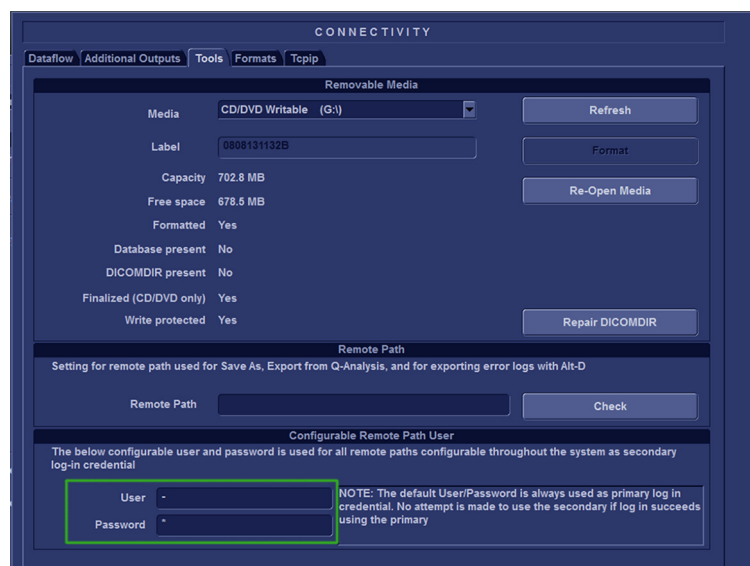 CONNECTIVITY
Dataflow Additional Outputs Tools Formats Tcpip
Removable Media
Media CD/DVD Writable (G:\) Refresh
Label 0808131132B Format
Capacity 702.8 MB
Re-Open Media
Free space 678.5 MB
Formatted Yes
Database present No
DICOMDIR present No
Finalized (CD/DVD only) Yes
Write protected Yes Repair DICOMDIR
Remote Path
Setting for remote path used for Save As, Export from Q-Analysis, and for exporting error logs with Alt-D
Remote Path Check
Configurable Remote Path User
The below configurable user and password is used for all remote paths configurable throughout the system as secondary
log-in credential
User -
Password *
NOTE: The default User/Password is always used as primary log in
credential. No attempt is made to use the secondary if log in succeeds
using the primary